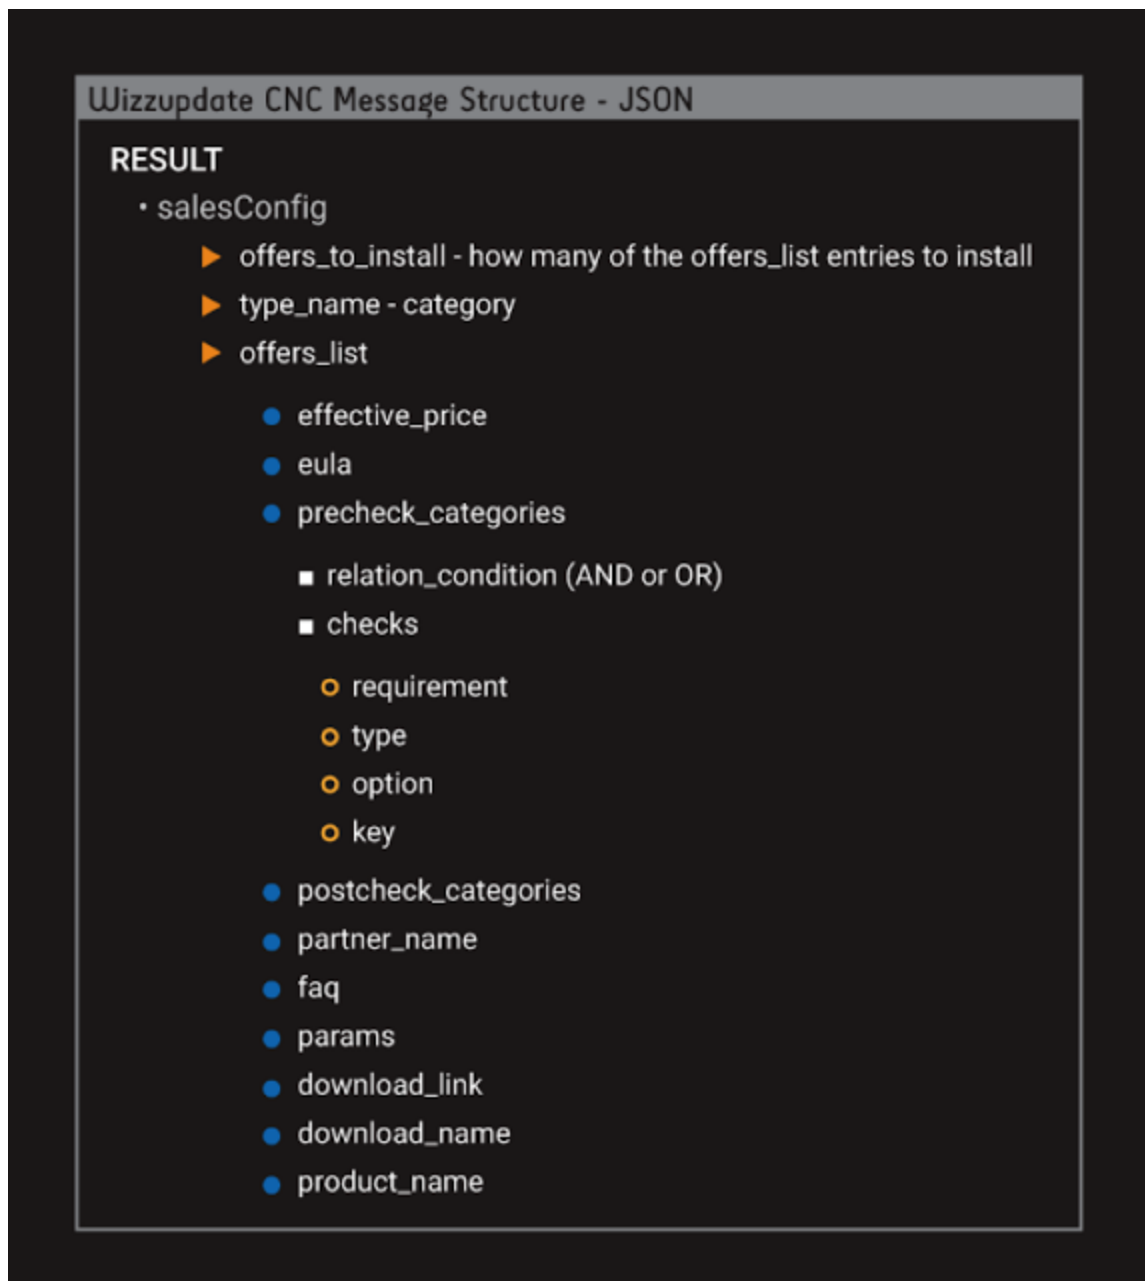 Wizzupdate CNC Message Structure - JSON
RESULT
• salesConfig
offers_to_install - how many of the offers_list entries to install
type_name - category
offers_list
effective_price
eula
precheck_categories
relation_condition (AND or OR)
checks
requirement
type
option
key
postcheck_categories
partner_name
faq
params
download_link
download_name
product_name